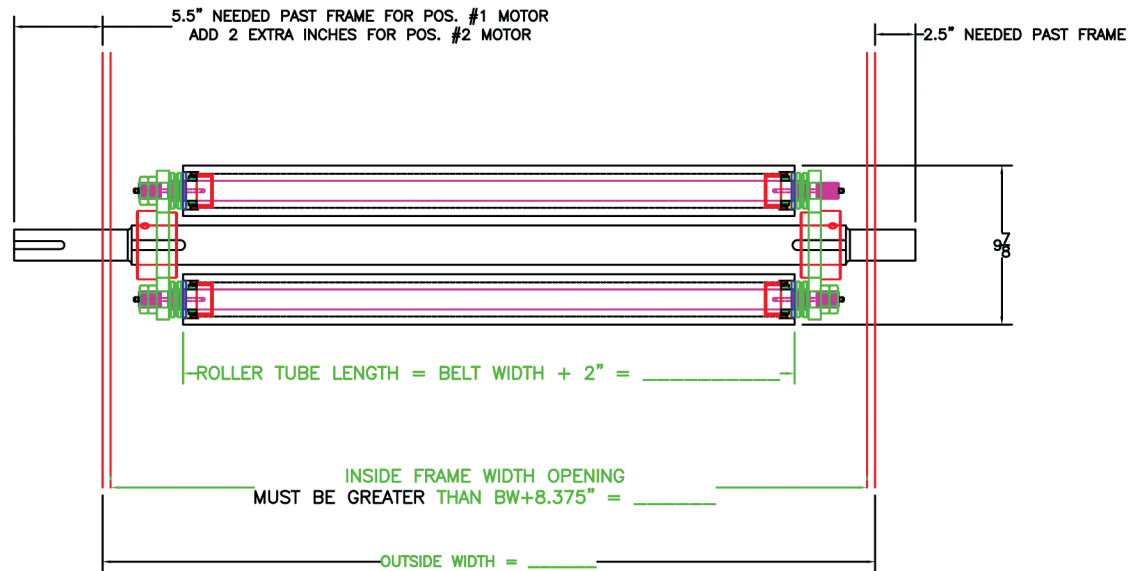 5.5” NEEDED PAST FRAME FOR POS. #1 MOTOR
ADD 2 EXTRA INCHES FOR POS. #2 MOTOR
2.5” NEEDED PAST FRAME
9 7/8
ROLLER TUBE LENGTH = BELT WIDTH + 2” = __________
INSIDE FRAME WIDTH OPENING
MUST BE GREATER THAN BW+8.375” = ______
OUTSIDE WIDTH = _____